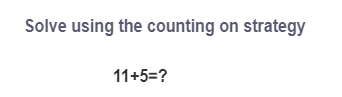 Solve using the counting on strategy
11+5=?